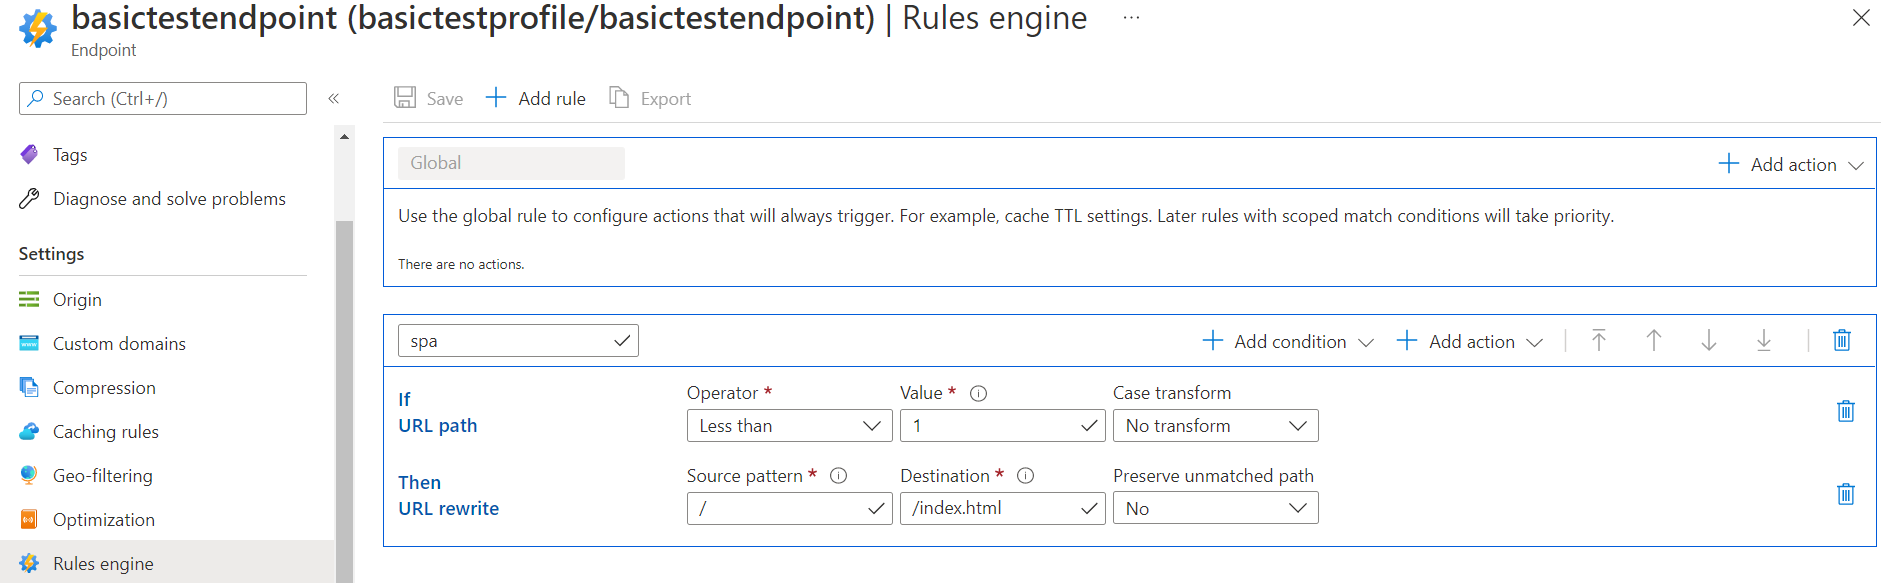 basictestendpoint (basictestprofile/basictestendpoint) | Rules engine ...
Endpoint
Search (Ctrl+/) «
Save Add rule Export
Tags
Diagnose and solve problems
Settings
Origin
Custom domains
Compression
Caching rules
Geo-filtering
Optimization
Rules engine
Global Add action
Use the global rule to configure actions that will always trigger. For example, cache TTL settings. Later rules with scoped match conditions will take priority.
There are no actions.
spa Add condition Add action
Operator * Value * Case transform
If
URL path Less than 1 No transform
Source pattern * Destination * Preserve unmatched path
Then
URL rewrite / /index.html No